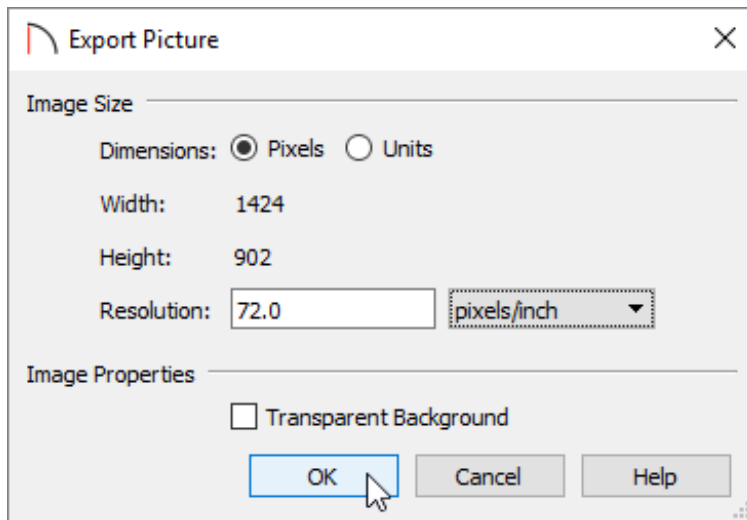 Export Picture
Image Size
Dimensions: Pixels Units
Width: 1424
Height: 902
Resolution: 72.0 pixels/inch
Image Properties
Transparent Background
OK Cancel Help